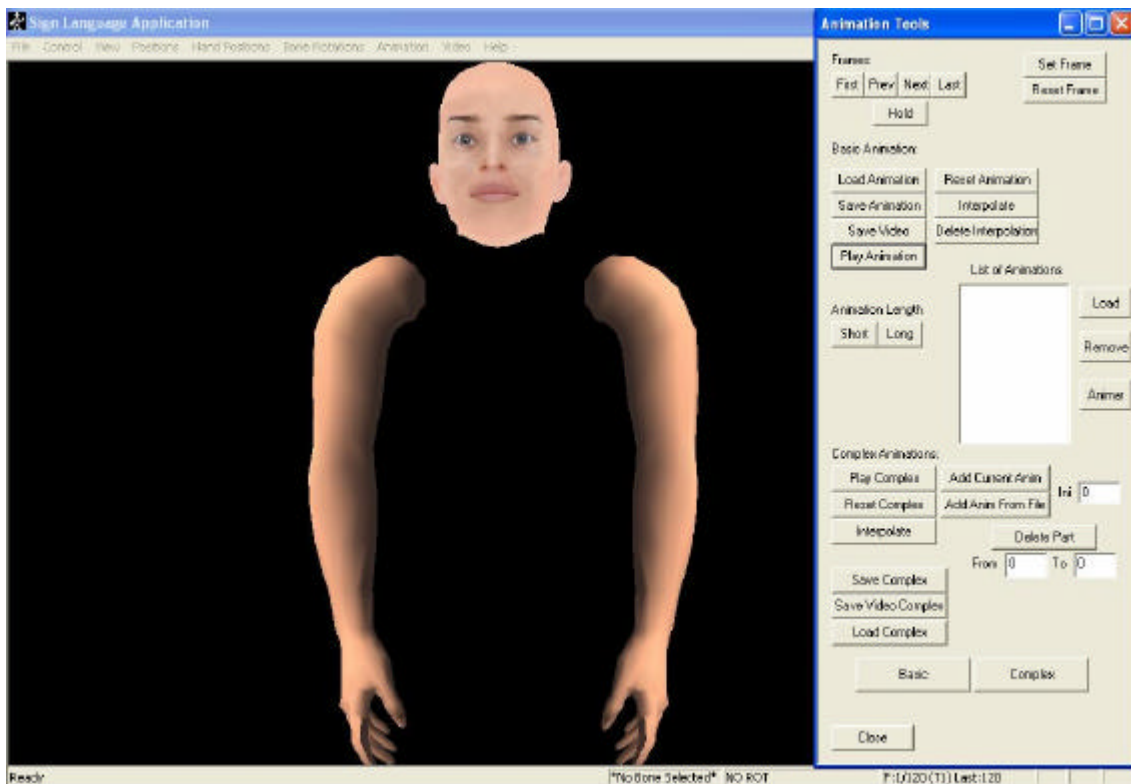 Sign Language Application
File Control View Positions Hand Positions Bone Rotations Animation Video Help
Animation Tools
Frames:
First Prev Next Last
Set Frame
Reset Frame
Hold
Basic Animation:
Load Animation Reset Animation
Save Animation Interpolate
Save Video Delete Interpolation
Play Animation
List of Animations
Load
Animation Length
Short Long
Remove
Animar
Complex Animations:
Play Complex Add Current Anim
Ini 0
Reset Complex Add Anim From File
Interpolate
Delete Part
From 0 To 0
Save Complex
Save Video Complex
Load Complex
Basic Complex
Close
Ready *No Bone Selected* NO ROT F:1/120 (T1) Last:120